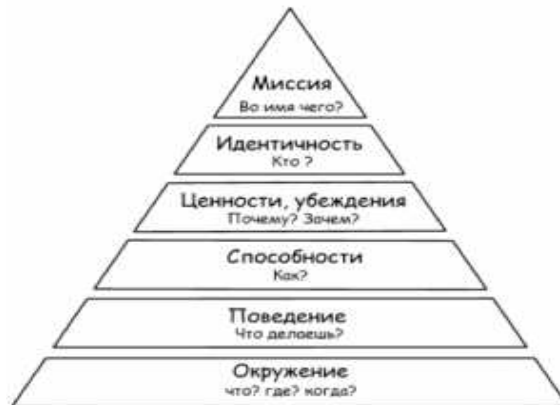 Миссия
Во имя чего?
Идентичность
Кто ?
Ценности, убеждения
Почему? Зачем?
Способности
Как?
Поведение
Что делаешь?
Окружение
что? где? когда?